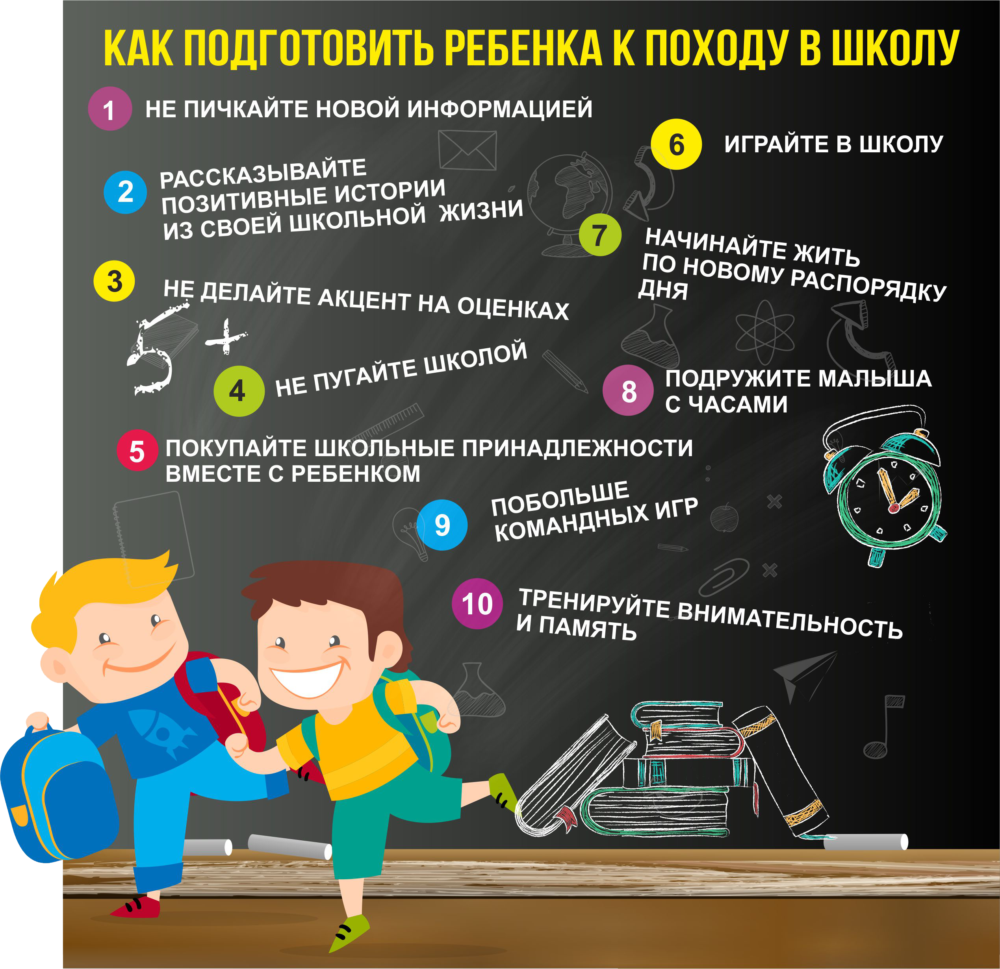 КАК ПОДГОТОВИТЬ РЕБЕНКА К ПОХОДУ В ШКОЛУ
1 НЕ ПИЧКАЙТЕ НОВОЙ ИНФОРМАЦИЕЙ
2 РАССКАЗЫВАЙТЕ
ПОЗИТИВНЫЕ ИСТОРИИ
ИЗ СВОЕЙ ШКОЛЬНОЙ ЖИЗНИ
3 НЕ ДЕЛАЙТЕ АКЦЕНТ НА ОЦЕНКАХ
5+
4 НЕ ПУГАЙТЕ ШКОЛОЙ
5 ПОКУПАЙТЕ ШКОЛЬНЫЕ ПРИНАДЛЕЖНОСТИ
ВМЕСТЕ С РЕБЕНКОМ
6 ИГРАЙТЕ В ШКОЛУ
7 НАЧИНАЙТЕ ЖИТЬ
ПО НОВОМУ РАСПОРЯДКУ
ДНЯ
8 ПОДРУЖИТЕ МАЛЫША
С ЧАСАМИ
9 ПОБОЛЬШЕ
КОМАНДНЫХ ИГР
10 ТРЕНИРУЙТЕ ВНИМАТЕЛЬНОСТЬ
И ПАМЯТЬ